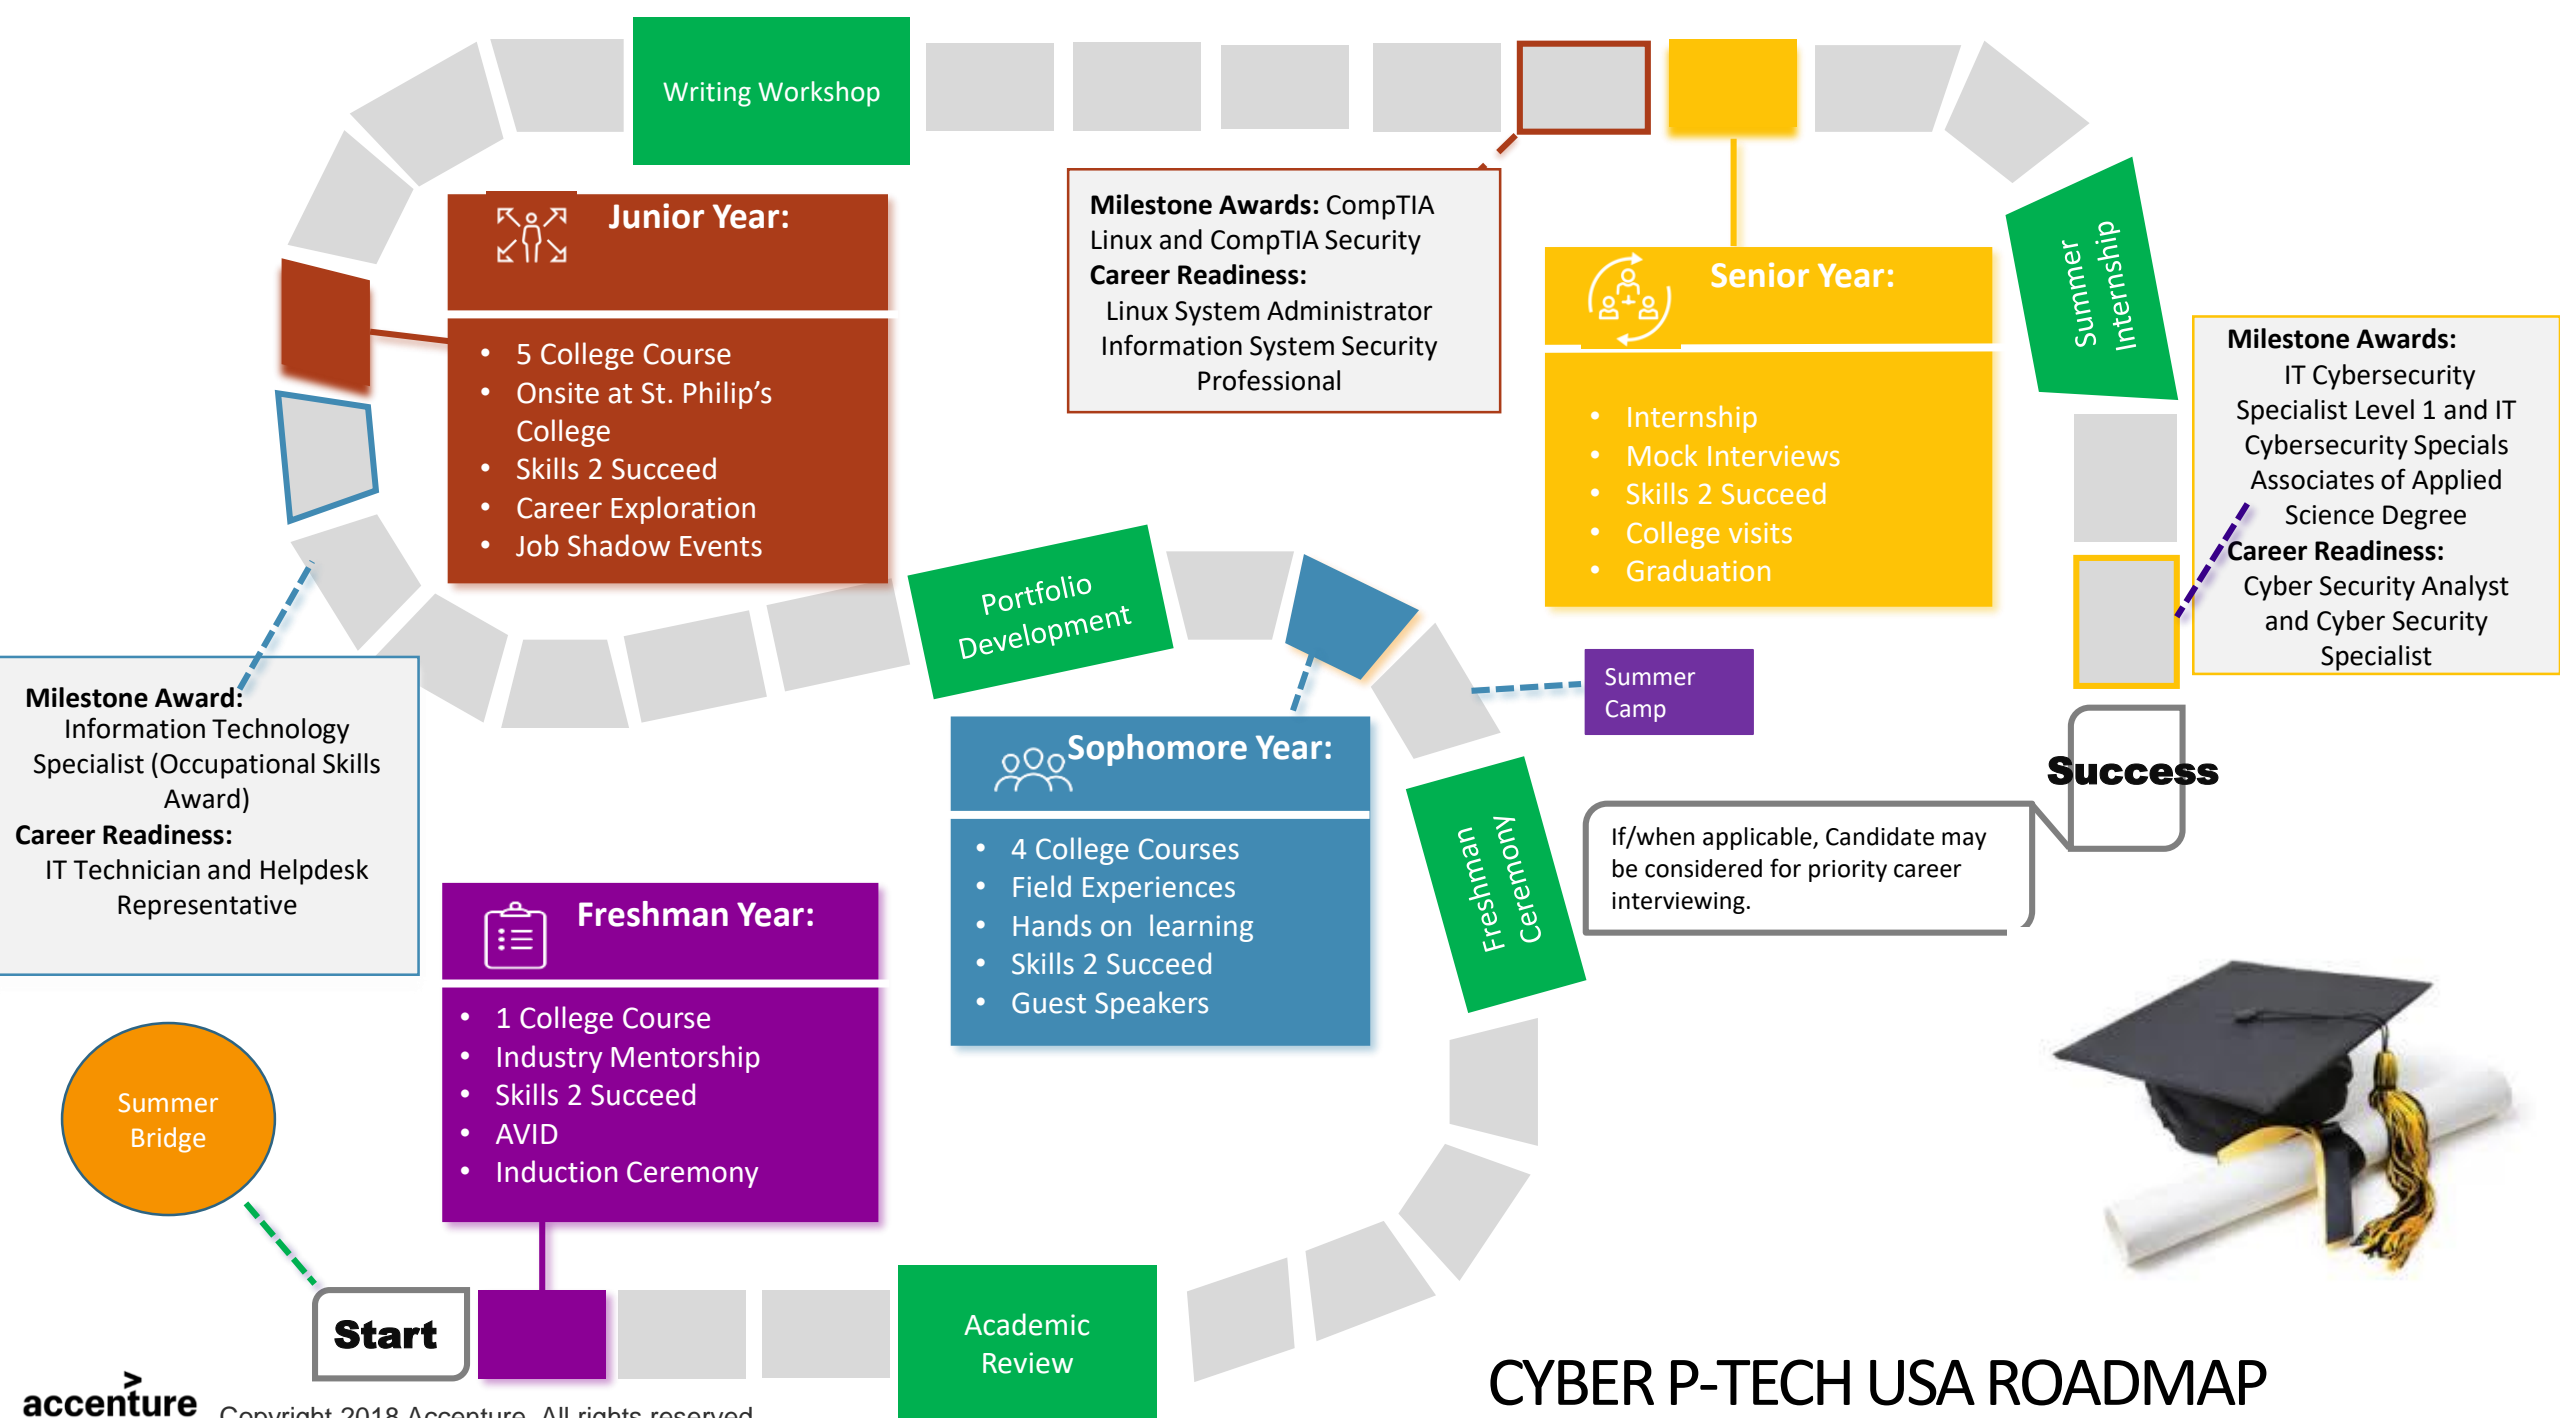 Writing Workshop
Junior Year:
• 5 College Course
• Onsite at St. Philip’s
College
• Skills 2 Succeed
• Career Exploration
• Job Shadow Events
Milestone Awards: CompTIA
Linux and CompTIA Security
Career Readiness:
Linux System Administrator
Information System Security
Professional
Senior Year:
• Internship
• Mock Interviews
• Skills 2 Succeed
• College visits
• Graduation
Summer
Internship
Milestone Awards:
IT Cybersecurity
Specialist Level 1 and IT
Cybersecurity Specials
Associates of Applied
Science Degree
Career Readiness:
Cyber Security Analyst
and Cyber Security
Specialist
Portfolio
Development
Summer
Camp
Milestone Award:
Information Technology
Specialist (Occupational Skills
Award)
Career Readiness:
IT Technician and Helpdesk
Representative
Sophomore Year:
• 4 College Courses
• Field Experiences
• Hands on  learning
• Skills 2 Succeed
• Guest Speakers
Freshman
Ceremony
Success
If/when applicable, Candidate may
be considered for priority career
interviewing.
Freshman Year:
• 1 College Course
• Industry Mentorship
• Skills 2 Succeed
• AVID
• Induction Ceremony
Summer
Bridge
Start
Academic
Review
CYBER P-TECH USA ROADMAP
accenture
Copyright 2018 Accenture. All rights reserved.